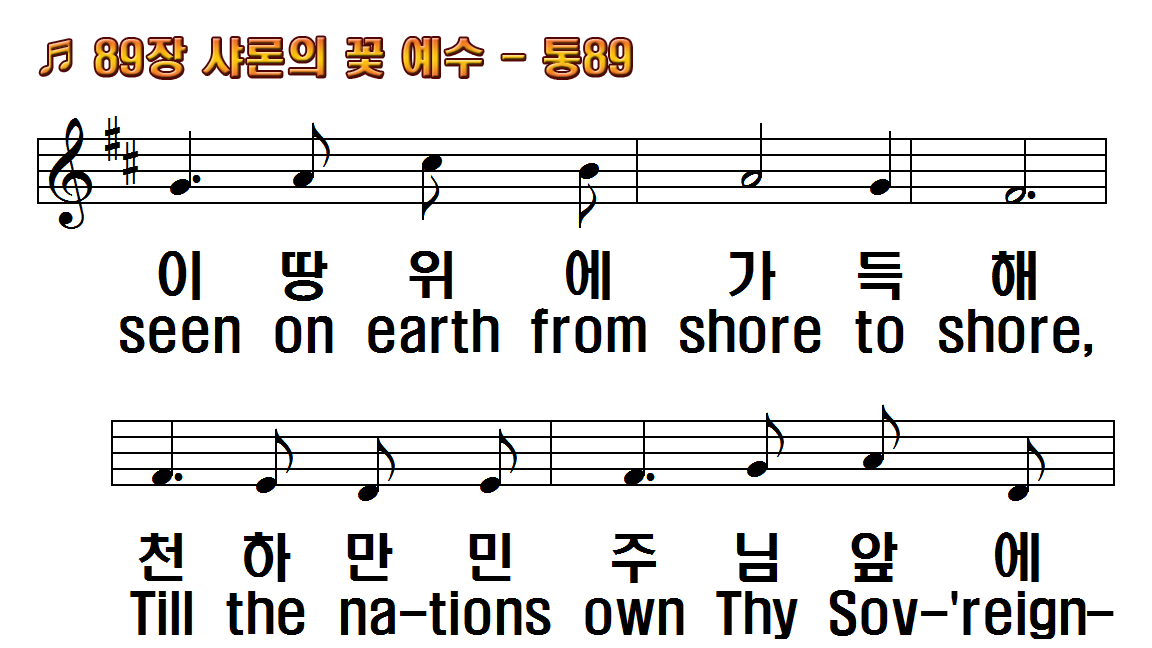 89장 샤론의 꽃 예수 - 통89
이 땅 위 에 가 득 해
seen on earth from shore to shore,
천 하 만 민 주 님 앞 에
Till the na-tions own Thy Sov-'reign-